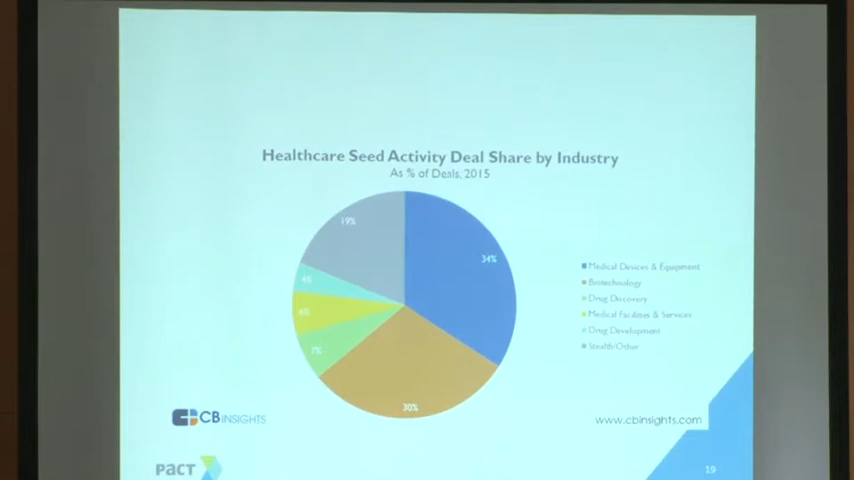 Healthcare Seed Activity Deal Share by Industry
As % of Deals, 2015
19%
34%
4%
6%
7%
30%
Medical Devices & Equipment
Biotechnology
Drug Discovery
Medical Facilities & Services
Drug Development
Stealth/Other
CB INSIGHTS
www.cbinsights.com
PACT
19